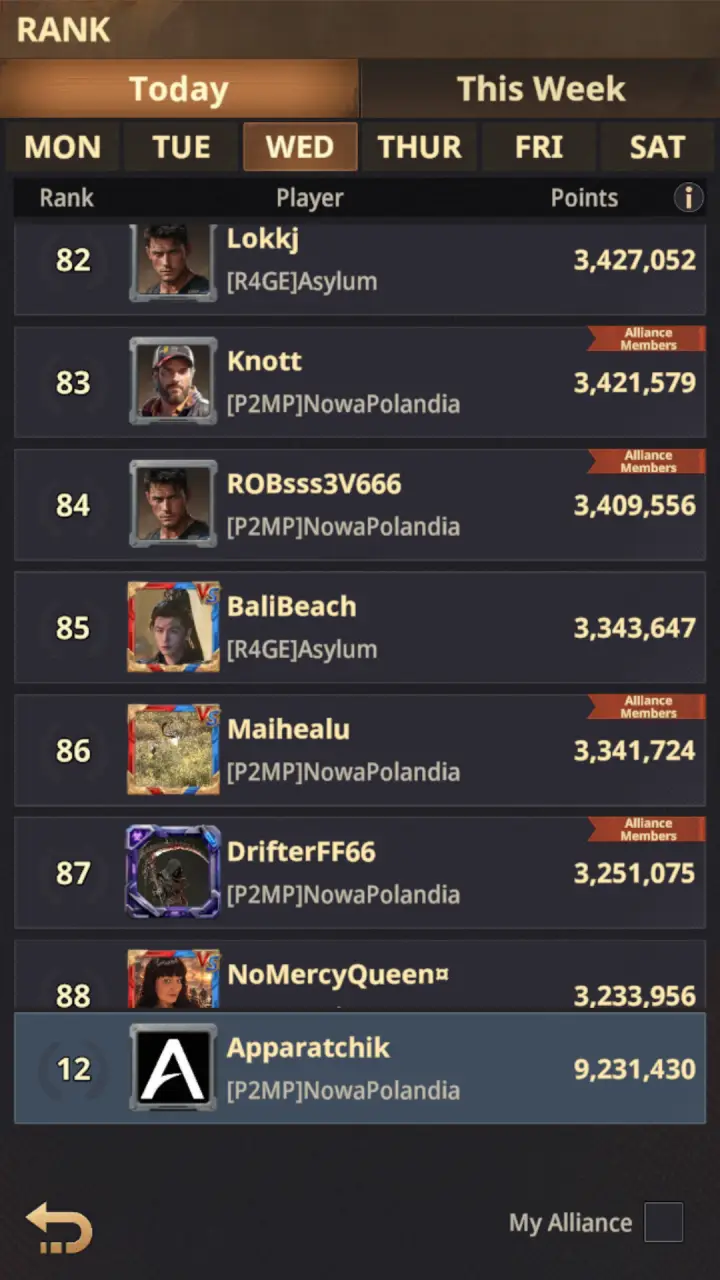 RANK
Today
This Week
MON
TUE
WED
THUR
FRI
SAT
Rank
Player
Points
82
Lokkj
[R4GE]Asylum
3,427,052
83
Knott
[P2MP]NowaPolandia
Alliance
Members
3,421,579
84
ROBsss3V666
[P2MP]NowaPolandia
Alliance
Members
3,409,556
85
VS
BaliBeach
[R4GE]Asylum
3,343,647
86
VS
Maihealu
[P2MP]NowaPolandia
Alliance
Members
3,341,724
87
DrifterFF66
[P2MP]NowaPolandia
Alliance
Members
3,251,075
88
VS
NoMercyQueen¤
3,233,956
12
A
Apparatchik
[P2MP]NowaPolandia
9,231,430
My Alliance